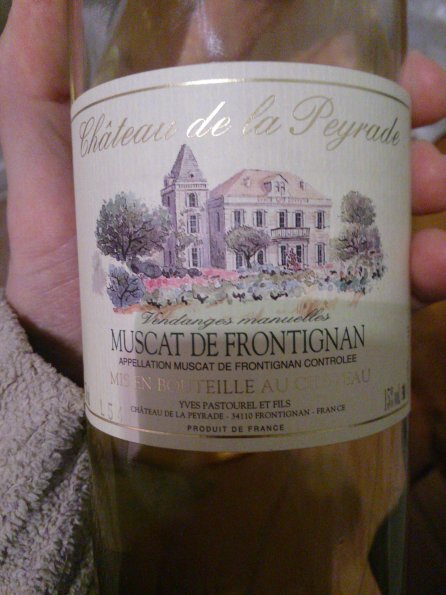 Château de la Peyrade
Vendanges manuelles
MUSCAT DE FRONTIGNAN
APPELLATION MUSCAT DE FRONTIGNAN CONTROLEE
MIS EN BOUTEILLE AU CHATEAU
YVES PASTOUREL ET FILS
CHÂTEAU DE LA PEYRADE - 34110 FRONTIGNAN - FRANCE
PRODUIT DE FRANCE